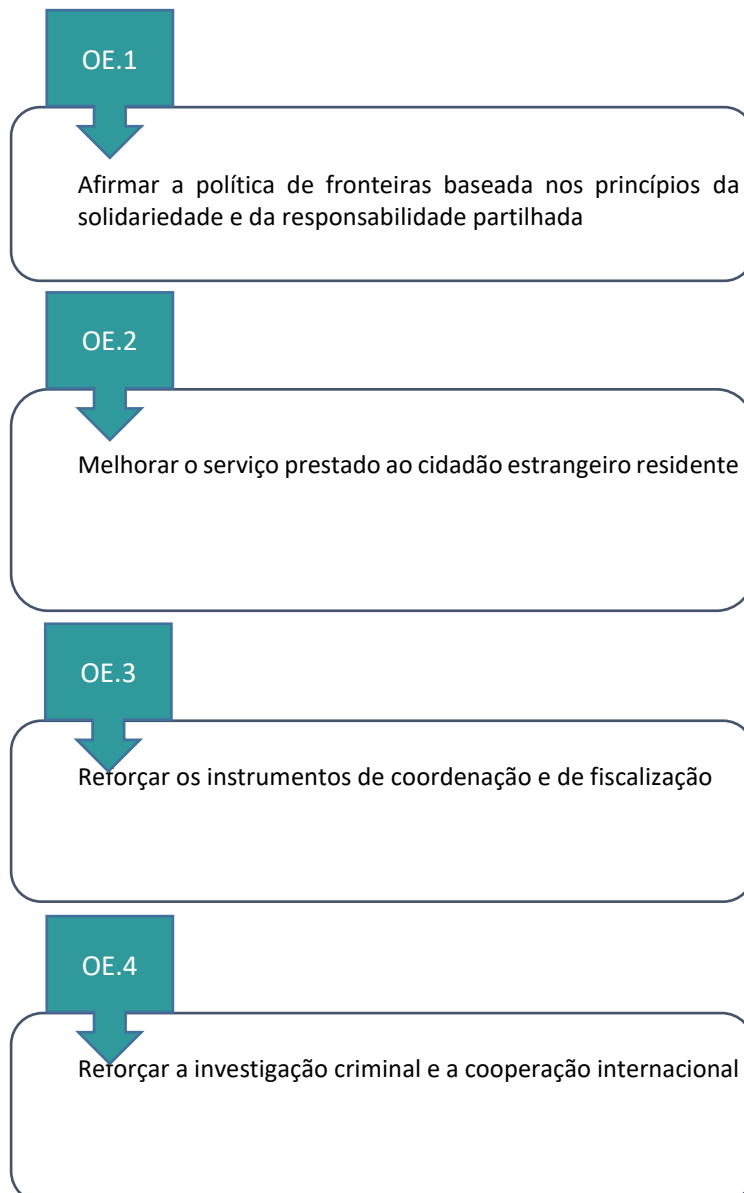 OE.1
Afirmar a política de fronteiras baseada nos princípios da
solidariedade e da responsabilidade partilhada
OE.2
Melhorar o serviço prestado ao cidadão estrangeiro residente
OE.3
Reforçar os instrumentos de coordenação e de fiscalização
OE.4
Reforçar a investigação criminal e a cooperação internacional